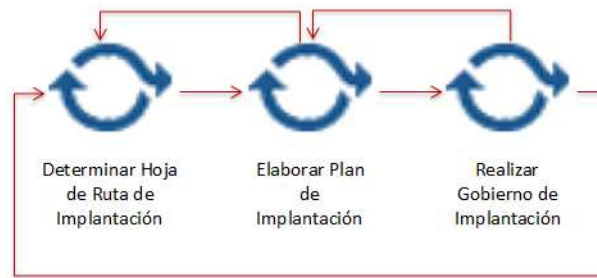 Determinar Hoja
de Ruta de
Implantación
Elaborar Plan
de
Implantación
Realizar
Gobierno de
Implantación